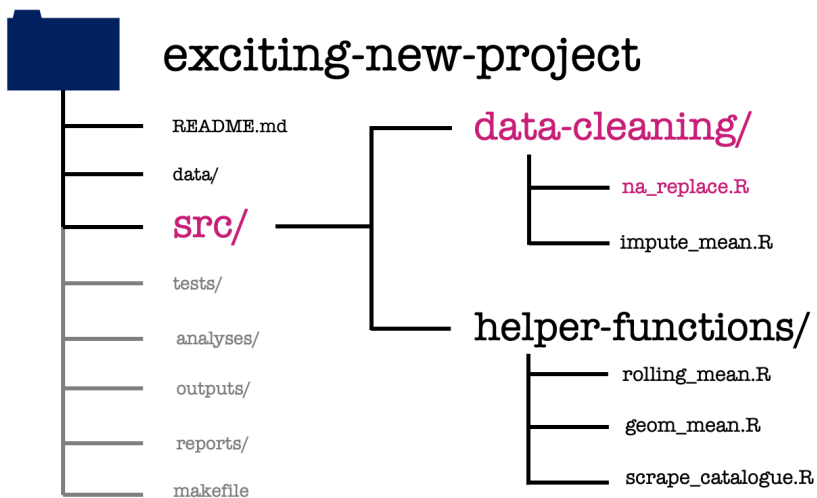 exciting-new-project
README.md
data/
src/
tests/
analyses/
outputs/
reports/
makefile
data-cleaning/
na_replace.R
impute_mean.R
helper-functions/
rolling_mean.R
geom_mean.R
scrape_catalogue.R